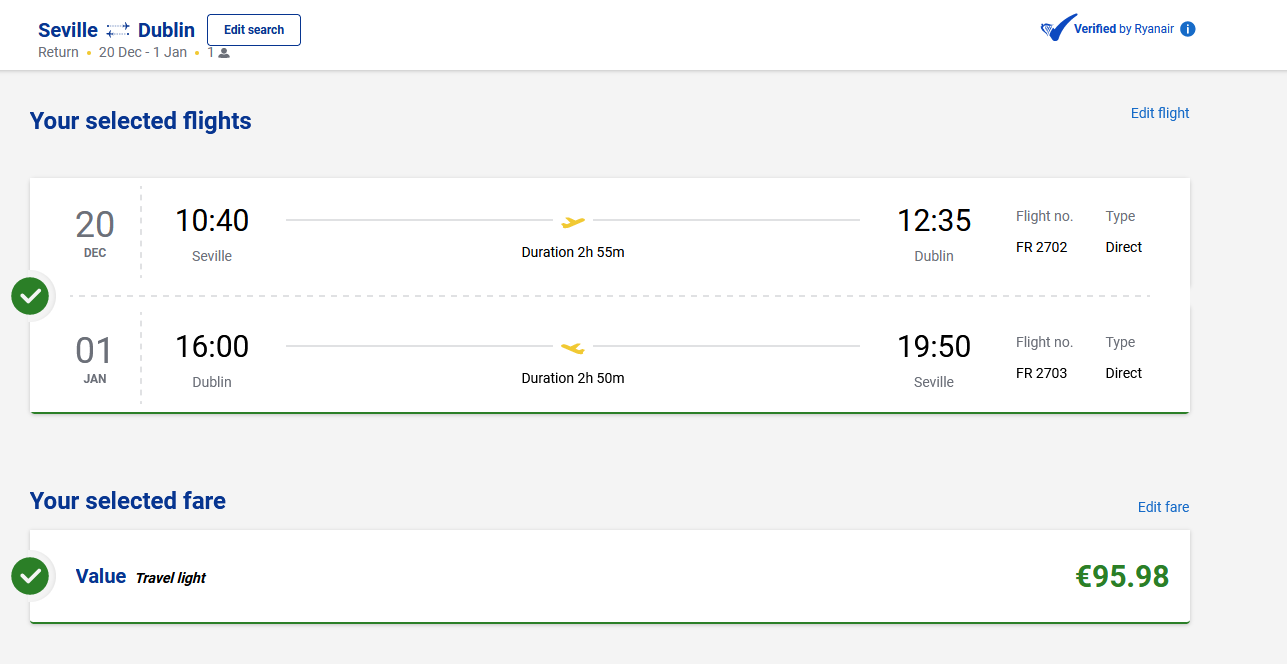 Seville Dublin Edit search
Return • 20 Dec - 1 Jan • 1
Verified by Ryanair i
Your selected flights
Edit flight
20 10:40 12:35 Flight no. Type
DEC Seville Duration 2h 55m Dublin FR 2702 Direct
01 16:00 19:50 Flight no. Type
JAN Dublin Duration 2h 50m Seville FR 2703 Direct
Your selected fare
Edit fare
Value Travel light €95.98